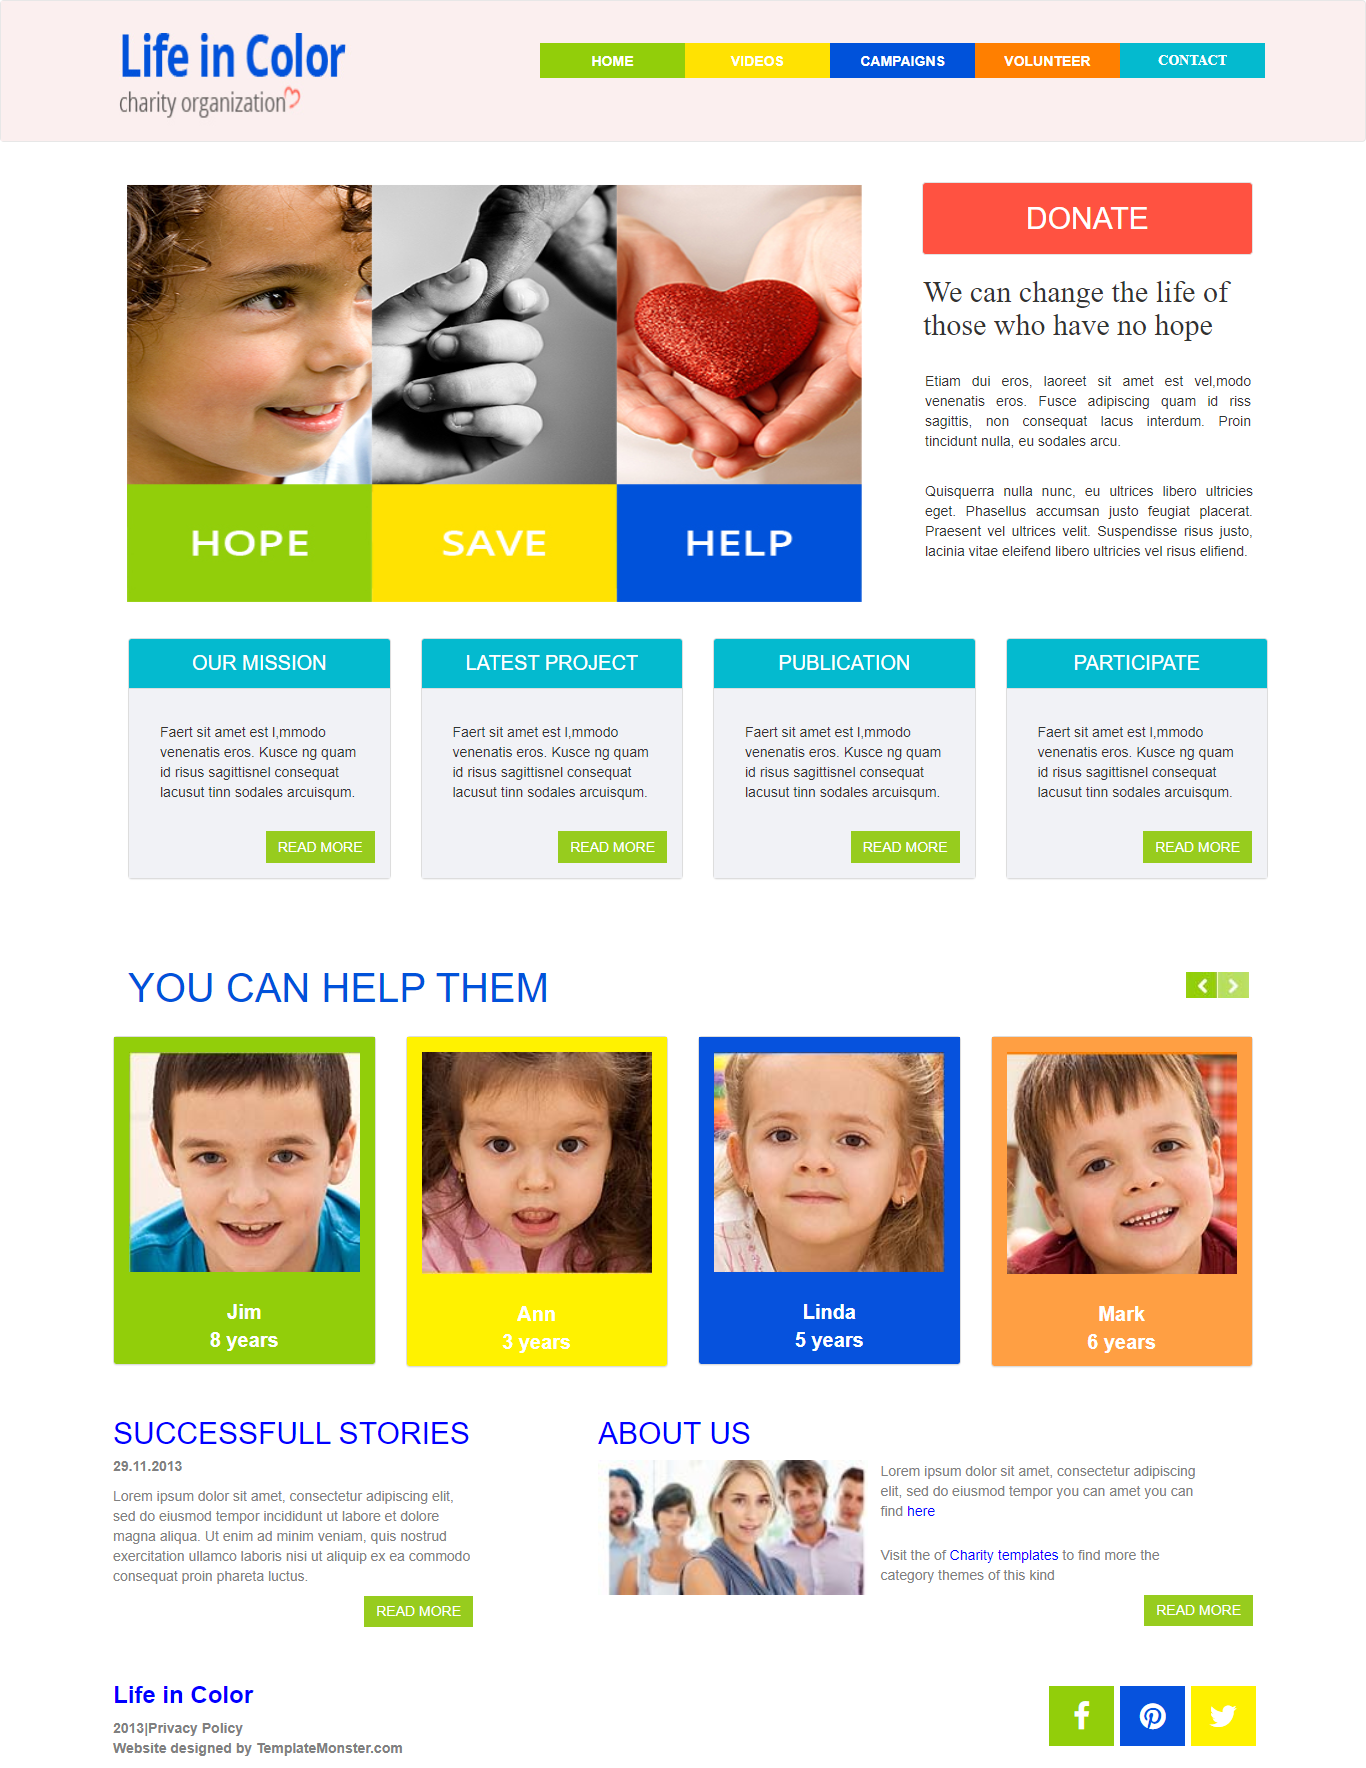 Life in Color
charity organization
HOME
VIDEOS
CAMPAIGNS
VOLUNTEER
CONTACT
HOPE
SAVE
HELP
DONATE
We can change the life of
those who have no hope
Etiam dui eros, laoreet sit amet est vel,modo
venenatis eros. Fusce adipiscing quam id riss
sagittis, non consequat lacus interdum. Proin
tincidunt nulla, eu sodales arcu.
Quisquerra nulla nunc, eu ultrices libero ultricies
eget. Phasellus accumsan justo feugiat placerat.
Praesent vel ultrices velit. Suspendisse risus justo,
lacinia vitae eleifend libero ultricies vel risus elifiend.
OUR MISSION
Faert sit amet est l,mmodo
venenatis eros. Kusce ng quam
id risus sagittisnel consequat
lacusut tinn sodales arcuisqum.
READ MORE
LATEST PROJECT
Faert sit amet est l,mmodo
venenatis eros. Kusce ng quam
id risus sagittisnel consequat
lacusut tinn sodales arcuisqum.
READ MORE
PUBLICATION
Faert sit amet est l,mmodo
venenatis eros. Kusce ng quam
id risus sagittisnel consequat
lacusut tinn sodales arcuisqum.
READ MORE
PARTICIPATE
Faert sit amet est l,mmodo
venenatis eros. Kusce ng quam
id risus sagittisnel consequat
lacusut tinn sodales arcuisqum.
READ MORE
YOU CAN HELP THEM
Jim
8 years
Ann
3 years
Linda
5 years
Mark
6 years
SUCCESSFULL STORIES
29.11.2013
Lorem ipsum dolor sit amet, consectetur adipiscing elit,
sed do eiusmod tempor incididunt ut labore et dolore
magna aliqua. Ut enim ad minim veniam, quis nostrud
exercitation ullamco laboris nisi ut aliquip ex ea commodo
consequat proin phareta luctus.
READ MORE
ABOUT US
Lorem ipsum dolor sit amet, consectetur adipiscing
elit, sed do eiusmod tempor you can amet you can
find here
Visit the of Charity templates to find more the
category themes of this kind
READ MORE
Life in Color
2013|Privacy Policy
Website designed by TemplateMonster.com